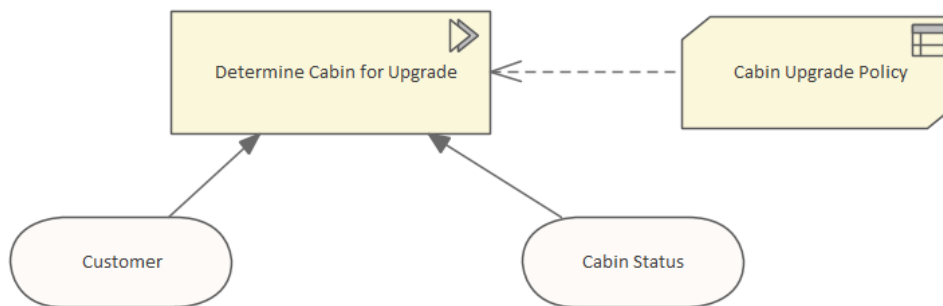 Determine Cabin for Upgrade
Cabin Upgrade Policy
Customer
Cabin Status